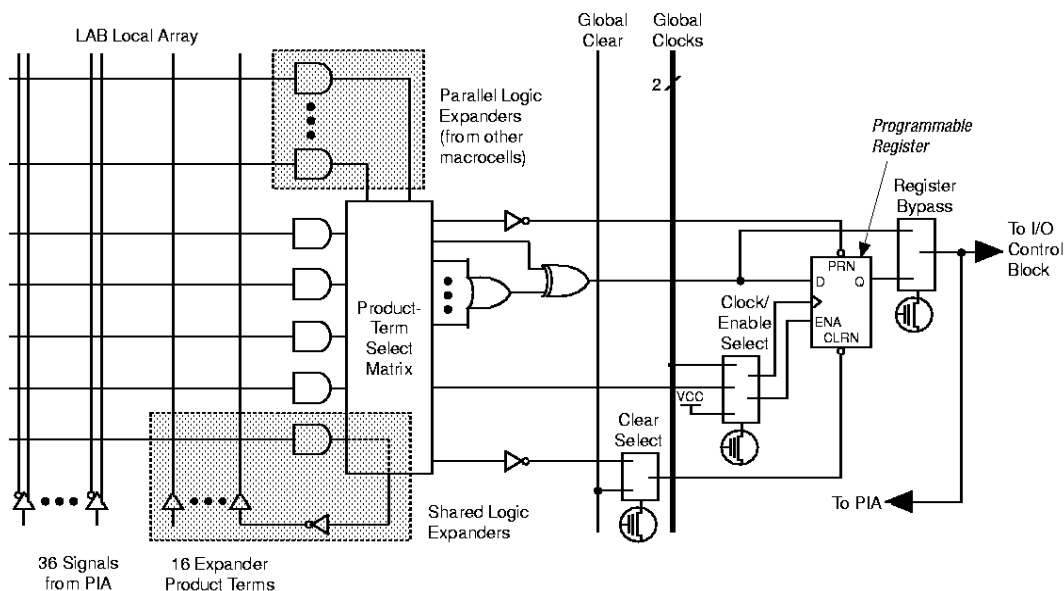 LAB Local Array
Global
Clear
Global
Clocks
2
Parallel Logic
Expanders
(from other
macrocells)
Programmable
Register
Register
Bypass
To I/O
Control
Block
PRN
D
Q
ENA
CLRN
Clock/
Enable
Select
Product-
Term
Select
Matrix
VCC
Clear
Select
To PIA
Shared Logic
Expanders
36 Signals
from PIA
16 Expander
Product Terms